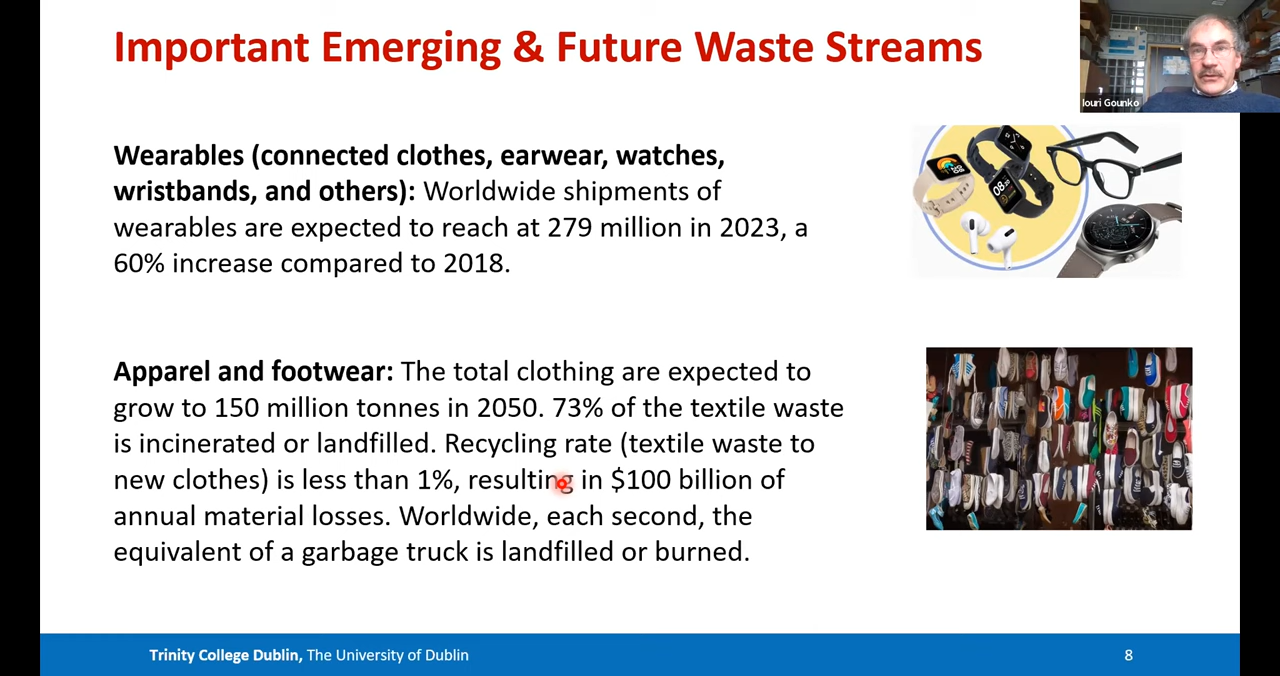 Important Emerging & Future Waste Streams
Iouri Gounko
Wearables (connected clothes, earwear, watches,
wristbands, and others): Worldwide shipments of
wearables are expected to reach at 279 million in 2023, a
60% increase compared to 2018.
Apparel and footwear: The total clothing are expected to
grow to 150 million tonnes in 2050. 73% of the textile waste
is incinerated or landfilled. Recycling rate (textile waste to
new clothes) is less than 1%, resulting in $100 billion of
annual material losses. Worldwide, each second, the
equivalent of a garbage truck is landfilled or burned.
Trinity College Dublin, The University of Dublin
8